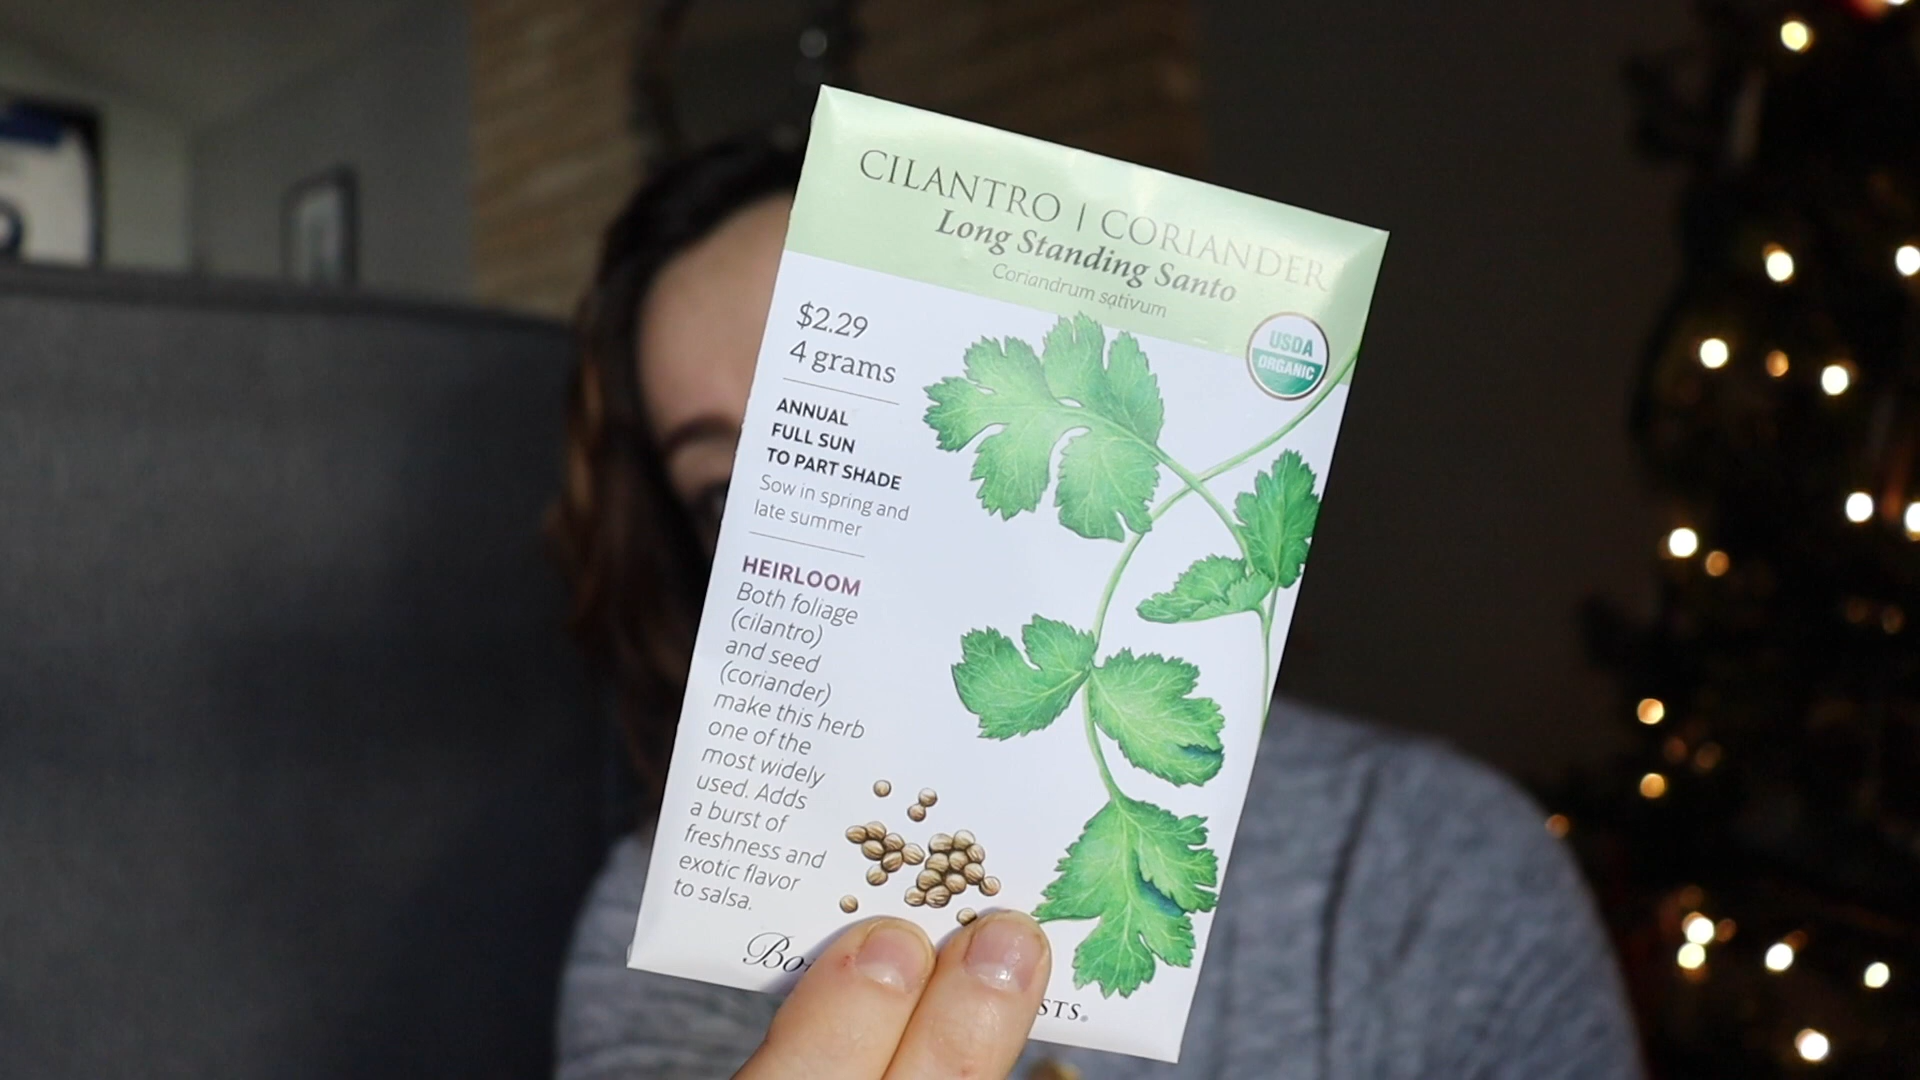 CILANTRO | CORIANDER
Long Standing Santo
Coriandrum sativum
$2.29
4 grams
USDA
ORGANIC
ANNUAL
FULL SUN
TO PART SHADE
Sow in spring and
late summer
HEIRLOOM
Both foliage
(cilantro)
and seed
(coriander)
make this herb
one of the
most widely
used. Adds
a burst of
freshness and
exotic flavor
to salsa.